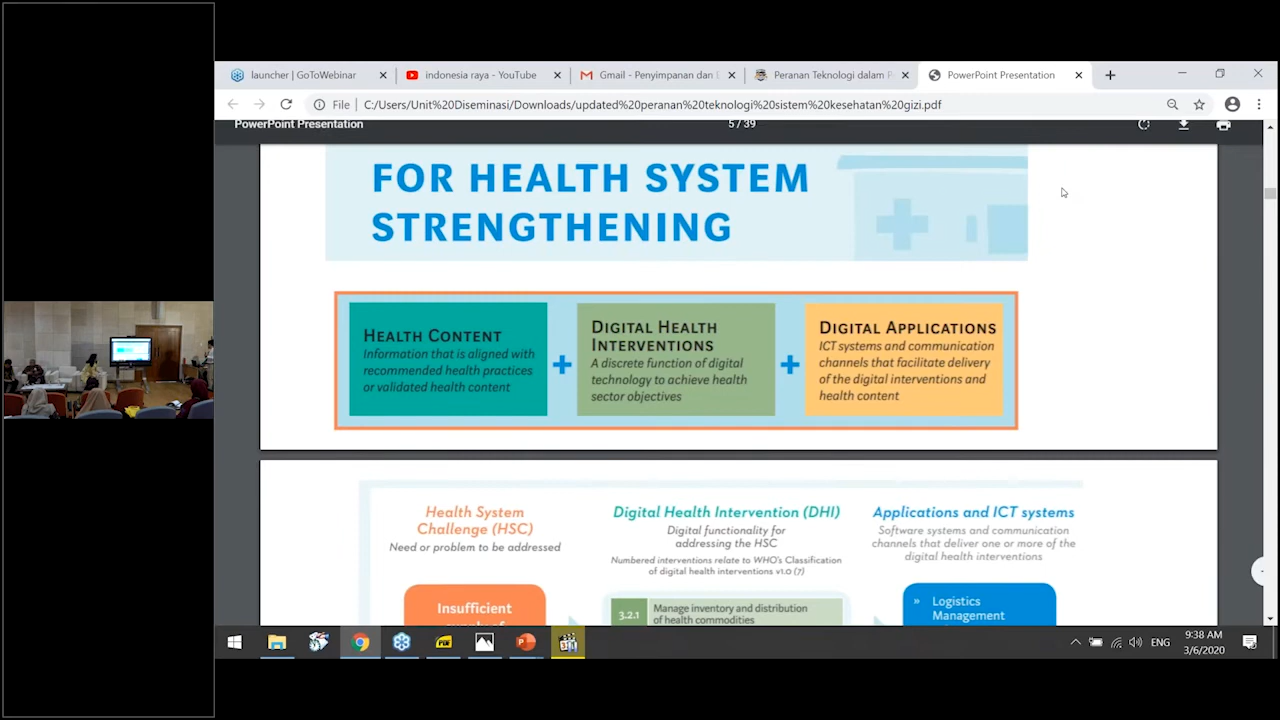 launcher | GoToWebinar
indonesia raya - YouTube
Gmail - Penyimpanan dan
Peranan Teknologi dalam
PowerPoint Presentation
File
C:/Users/Unit%20Diseminasi/Downloads/updated%20peranan%20teknologi%20sistem%20kesehatan%20gizi.pdf
PowerPoint Presentation
5 / 39
FOR HEALTH SYSTEM
STRENGTHENING
HEALTH CONTENT
Information that is aligned with
recommended health practices
or validated health content
+
DIGITAL HEALTH
INTERVENTIONS
A discrete function of digital
technology to achieve health
sector objectives
+
DIGITAL APPLICATIONS
ICT systems and communication
channels that facilitate delivery
of the digital interventions and
health content
Health System
Challenge (HSC)
Need or problem to be addressed
Digital Health Intervention (DHI)
Digital functionality for
addressing the HSC
Numbered interventions relate to WHO's Classification
of digital health interventions v1.0 (7)
Applications and ICT systems
Software systems and communication
channels that deliver one or more of the
digital health interventions
Insufficient
supply of
3.2.1
Manage inventory and distribution
of health commodities
» Logistics
Management
ENG
9:38 AM
3/6/2020